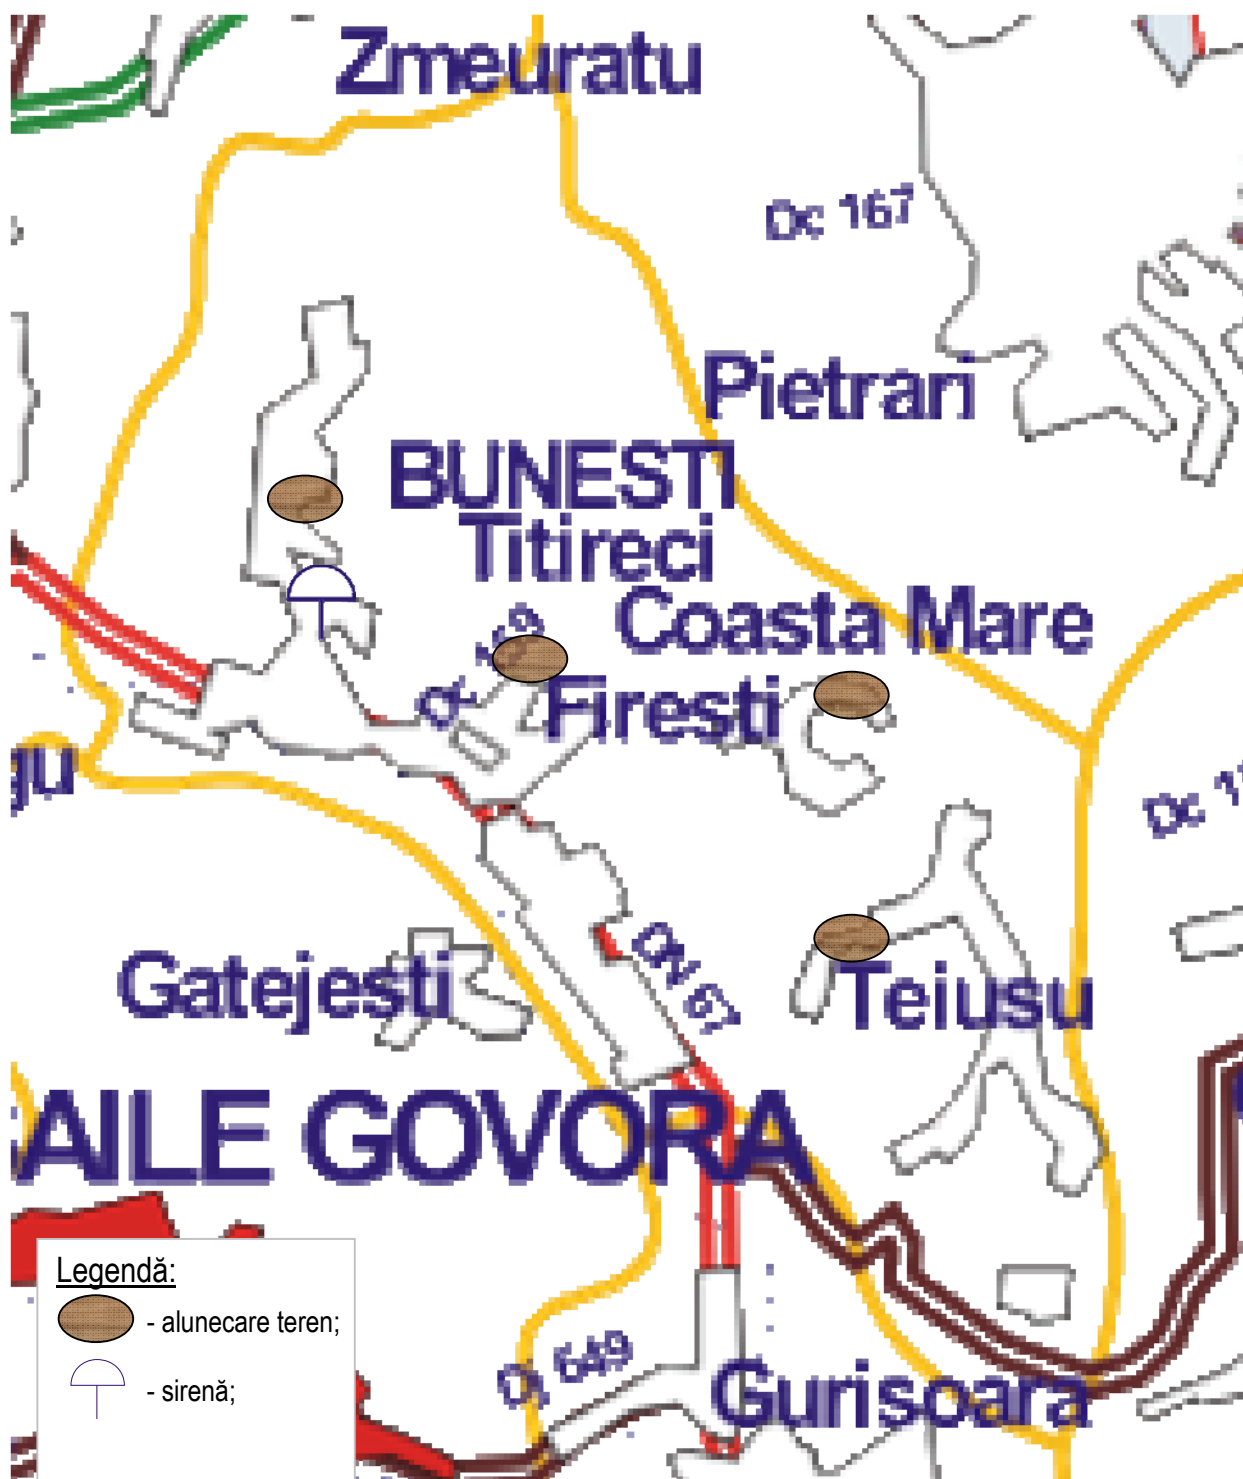 Zmeuratu
Dc 167
Pietrari
BUNESTI
Titireci
Coasta Mare
Firesti
gu
Dc
Gatejesti
DN 67
Teiusu
AILE GOVORA
Legendă:
- alunecare teren;
- sirenă;
Dj 649
Gurisoara